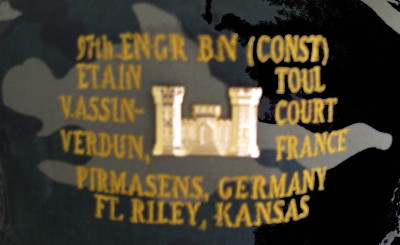 97th ENGR BN (CONST)
ETAIN TOUL
VASSIN- COURT
VERDUN, FRANCE
PIRMASENS, GERMANY
FT. RILEY, KANSAS